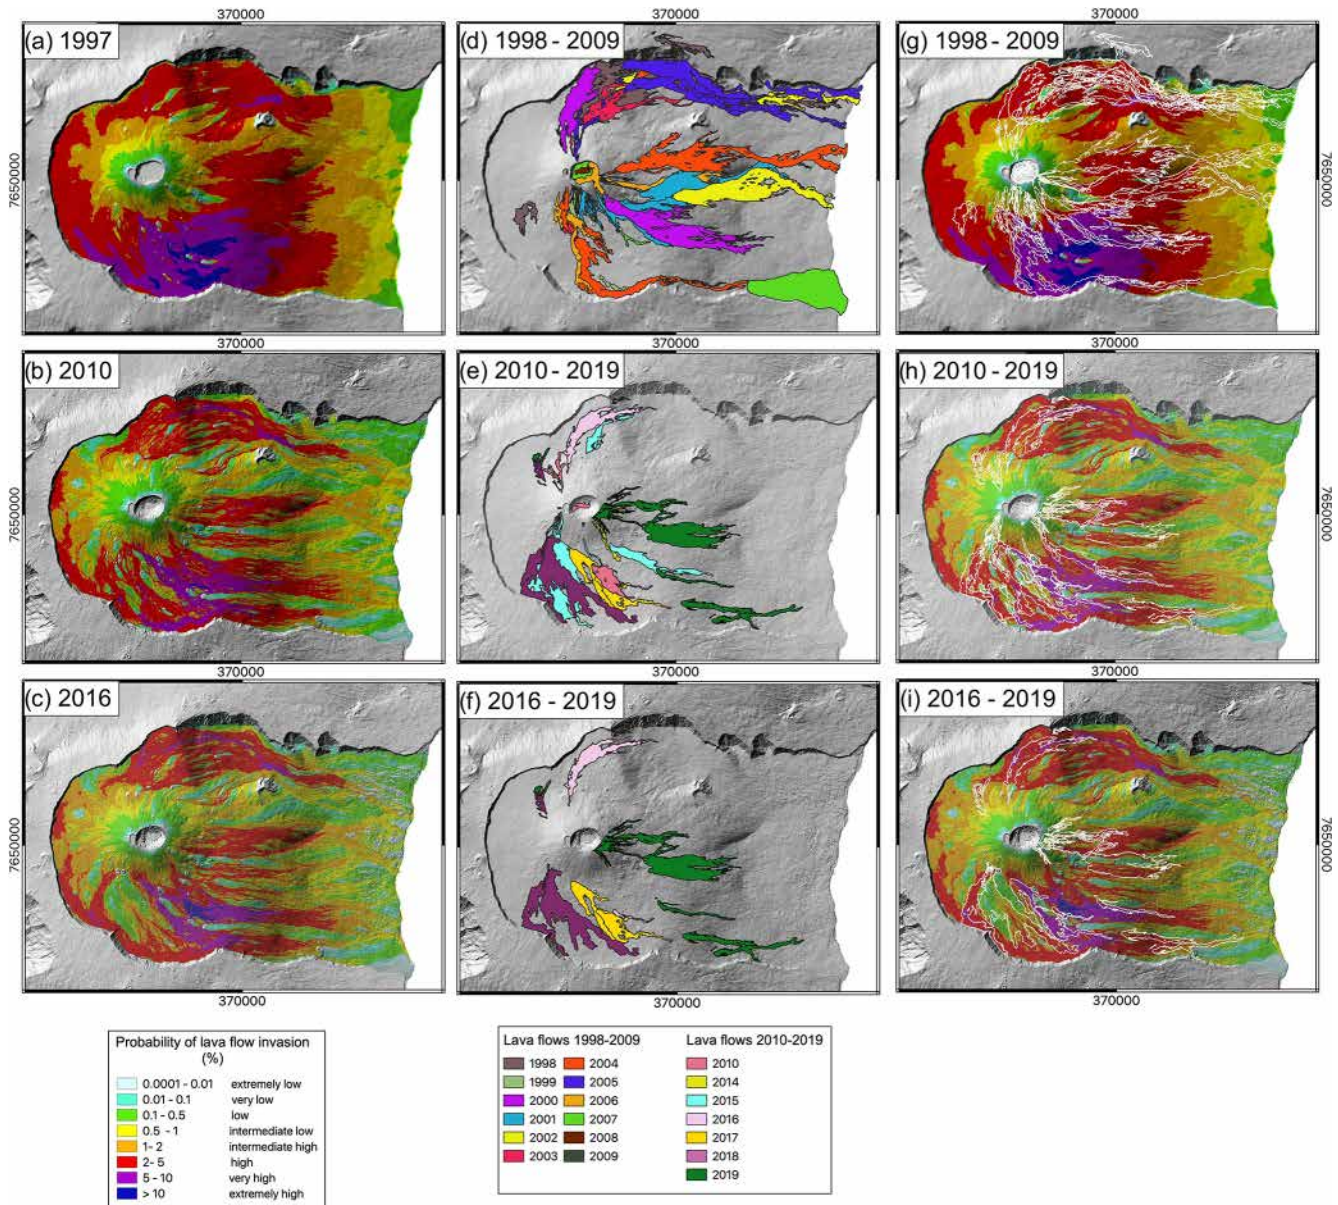 370000 370000 370000
(a) 1997 (d) 1998 - 2009 (g) 1998 - 2009
7650000 7650000
(b) 2010 (e) 2010-2019 (h) 2010-2019
370000 370000 370000
7650000 7650000
(c) 2016 (f) 2016 - 2019 (i) 2016 - 2019
370000 370000 370000
7650000 7650000
370000 370000 370000
Probability of lava flow invasion
(%)
0.0001 - 0.01 extremely low
0.01 - 0.1 very low
0.1 - 0.5 low
0.5 - 1 intermediate low
1- 2 intermediate high
2- 5 high
5 - 10 very high
> 10 extremely high
Lava flows 1998-2009
1998 2004
1999 2005
2000 2006
2001 2007
2002 2008
2003 2009
Lava flows 2010-2019
2010
2014
2015
2016
2017
2018
2019